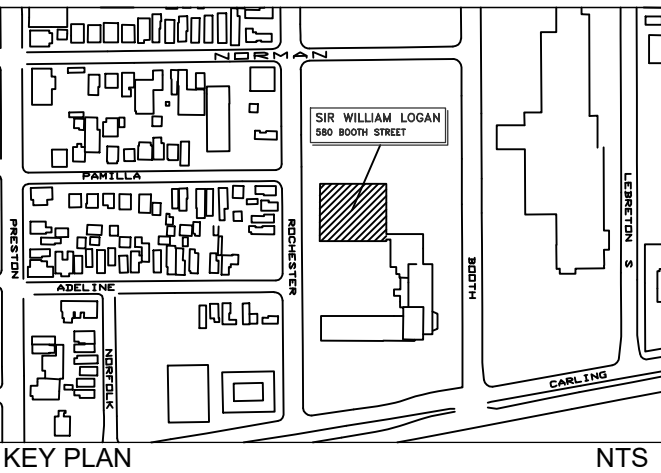 NORMAN
SIR WILLIAM LOGAN
580 BOOTH STREET
PAMILLA
PRESTON
ROCHESTER
BOOTH
LEBRETON S
ADELINE
NORFOLK
CARLING
KEY PLAN
NTS